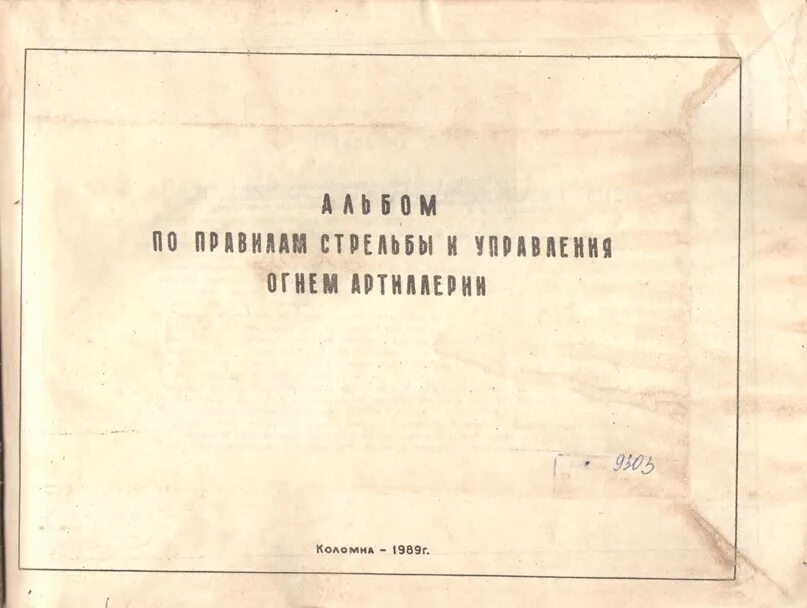 АЛЬБОМ
ПО ПРАВИЛАМ СТРЕЛЬБЫ И УПРАВЛЕНИЯ
ОГНЕМ АРТИЛЛЕРИИ
9303
Коломна - 1989г.